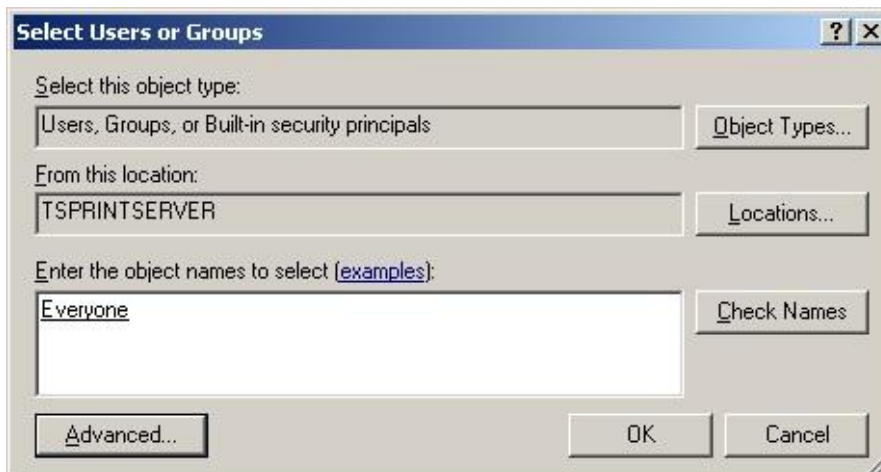 Select Users or Groups
Select this object type:
Users, Groups, or Built-in security principals
Object Types...
From this location:
TSPRINTSERVER
Locations...
Enter the object names to select (examples):
Everyone
Check Names
Advanced...
OK
Cancel